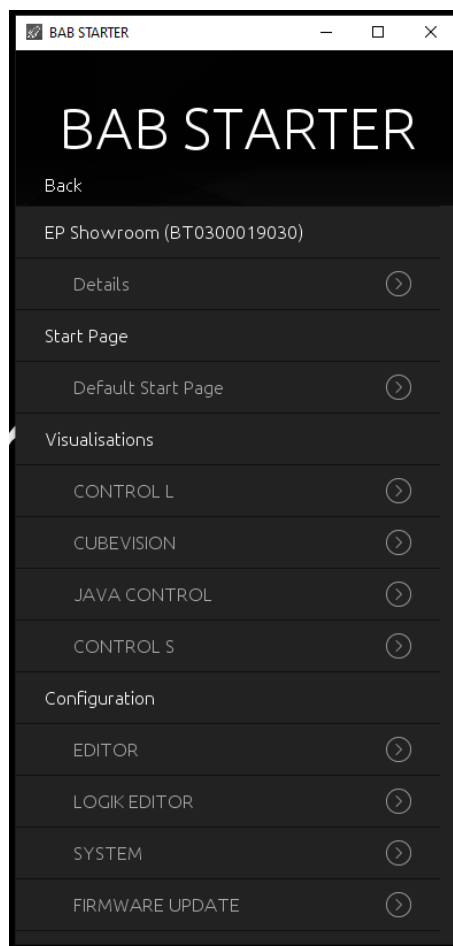 BAB STARTER
BAB STARTER
Back
EP Showroom (BT0300019030)
Details
Start Page
Default Start Page
Visualisations
CONTROL L
CUBEVISION
JAVA CONTROL
CONTROL S
Configuration
EDITOR
LOGIK EDITOR
SYSTEM
FIRMWARE UPDATE